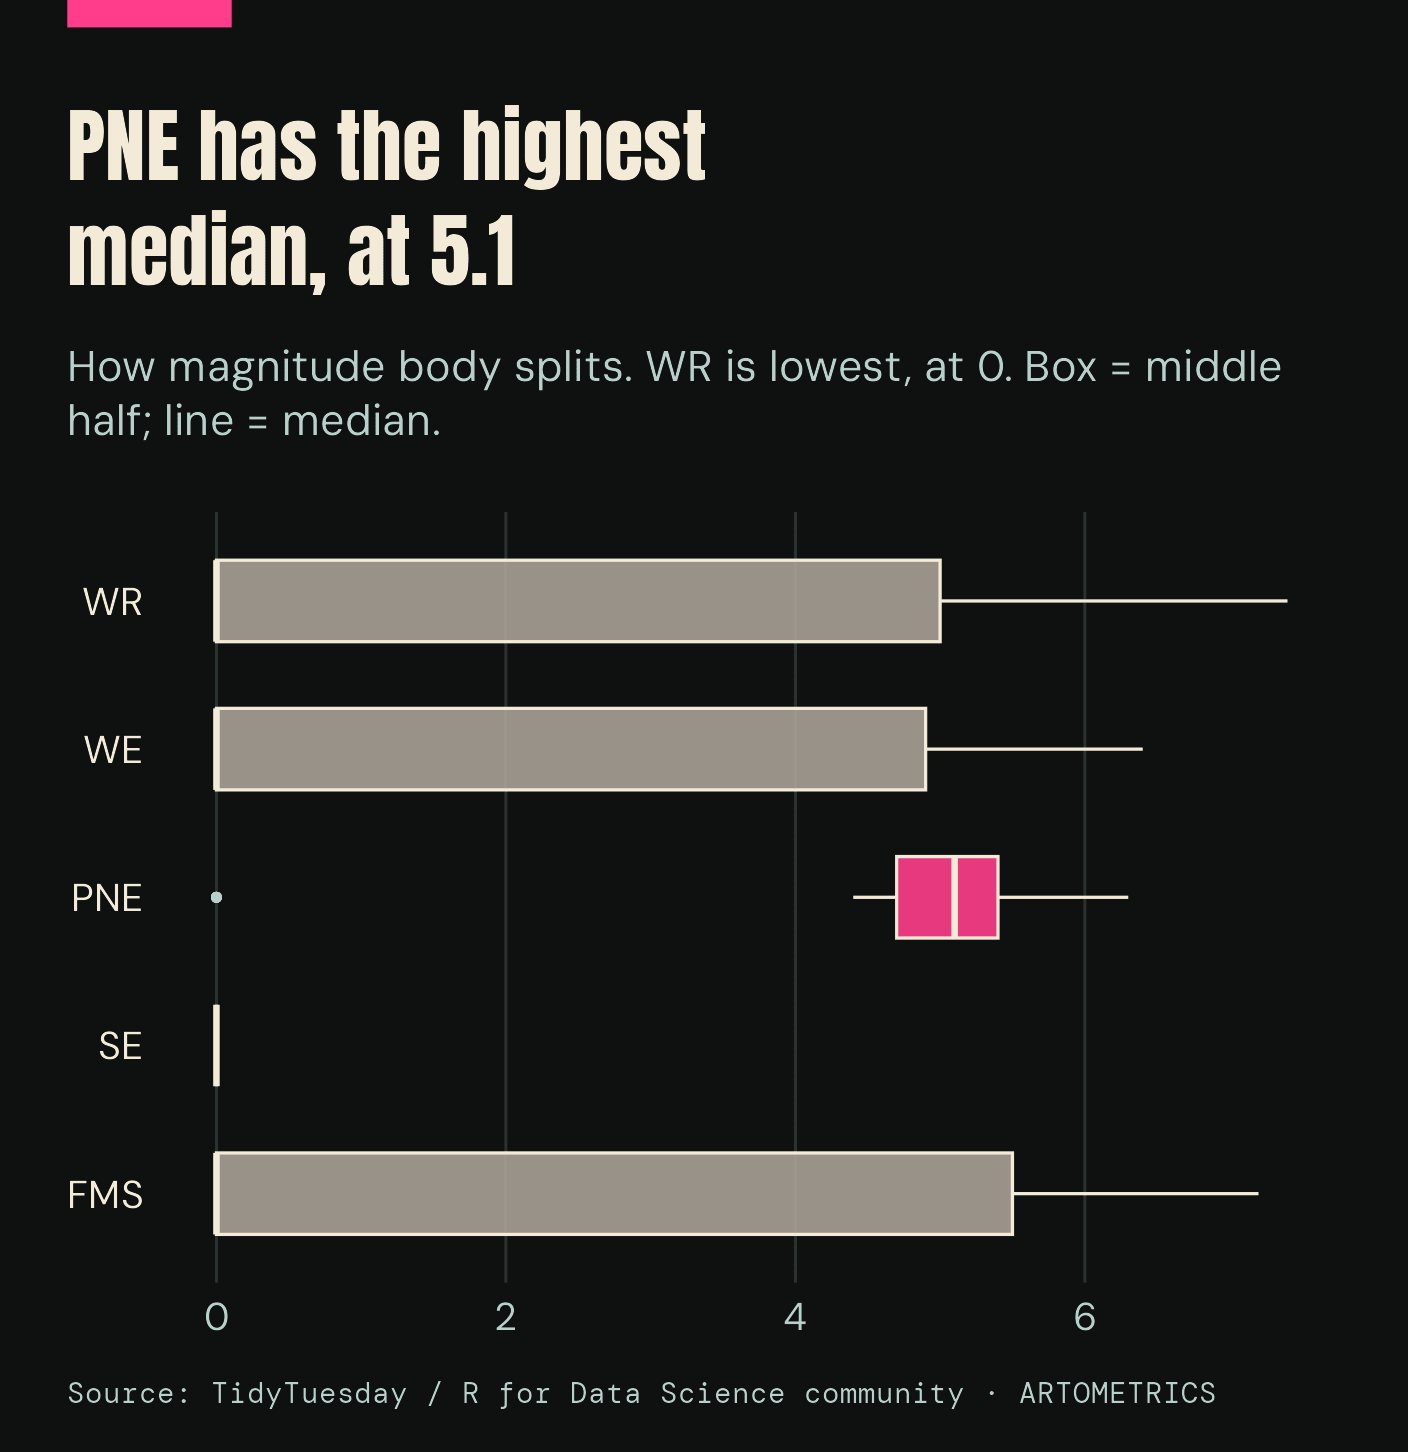 PNE has the highest
median, at 5.1
How magnitude body splits. WR is lowest, at 0. Box = middle
half; line = median.
WR
WE
PNE
SE
FMS
0 2 4 6
Source: TidyTuesday / R for Data Science community · ARTOMETRICS